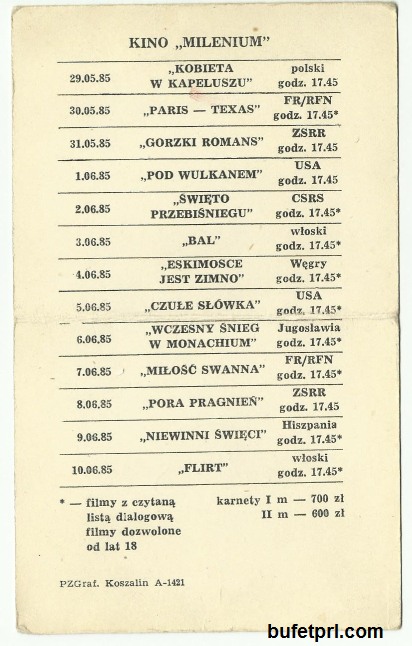 KINO „MILENIUM”
29.05.85 „KOBIETA W KAPELUSZU” polski godz. 17.45
30.05.85 „PARIS — TEXAS” FR/RFN godz. 17.45*
31.05.85 „GORZKI ROMANS” ZSRR godz. 17.45
1.06.85 „POD WULKANEM” USA godz. 17.45
2.06.85 „ŚWIĘTO PRZEBIŚNIEGU” CSRS godz. 17.45*
3.06.85 „BAL” włoski godz. 17.45*
4.06.85 „ESKIMOSCE JEST ZIMNO” Węgry godz. 17.45*
5.06.85 „CZUŁE SŁÓWKA” USA godz. 17.45*
6.06.85 „WCZESNY ŚNIEG W MONACHIUM” Jugosławia godz. 17.45*
7.06.85 „MIŁOŚĆ SWANNA” FR/RFN godz. 17.45*
8.06.85 „PORA PRAGNIEŃ” ZSRR godz. 17.45
9.06.85 „NIEWINNI ŚWIĘCI” Hiszpania godz. 17.45*
10.06.85 „FLIRT” włoski godz. 17.45*
* — filmy z czytaną karnety I m — 700 zł
listą dialogową II m — 600 zł
filmy dozwolone
od lat 18
PZGraf. Koszalin A-1421
bufetprl.com